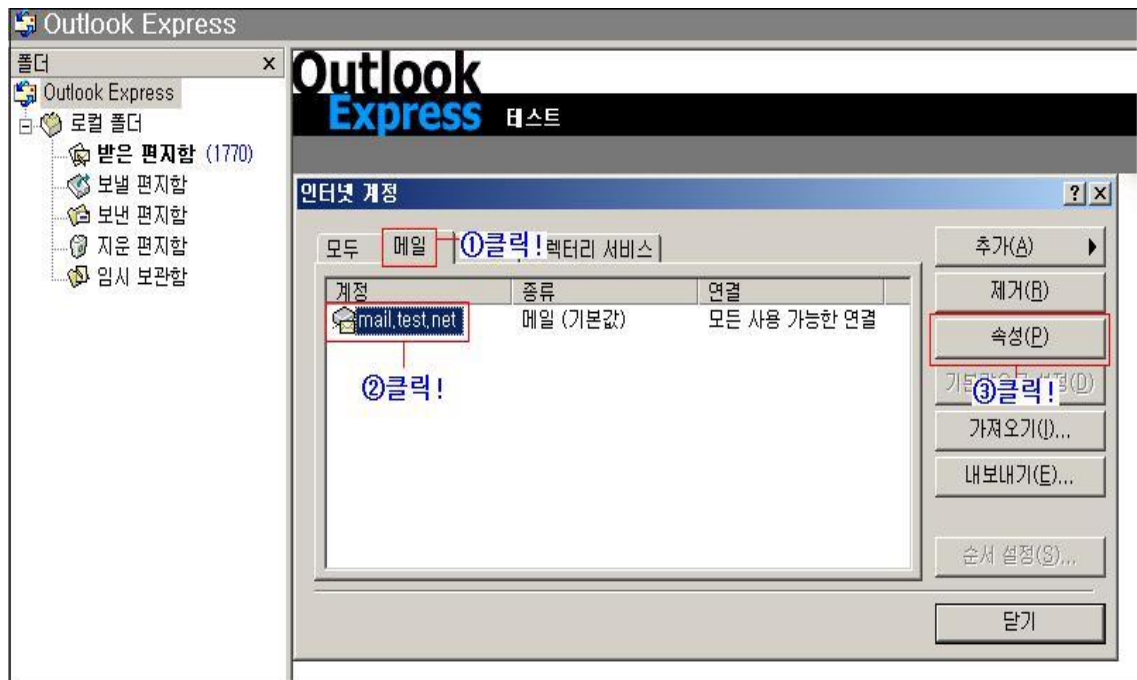 Outlook Express
폴더 x
Outlook Express
로컬 폴더
받은 편지함 (1770)
보낼 편지함
보낸 편지함
지운 편지함
임시 보관함
Outlook
Express 테스트
인터넷 계정
모두 메일 ①클릭! 렉터리 서비스
계정 종류 연결
mail.test.net 메일 (기본값) 모든 사용 가능한 연결
②클릭!
추가(A)
제거(R)
속성(P)
③클릭!
가져오기(I)...
내보내기(E)...
순서 설정(S)...
닫기